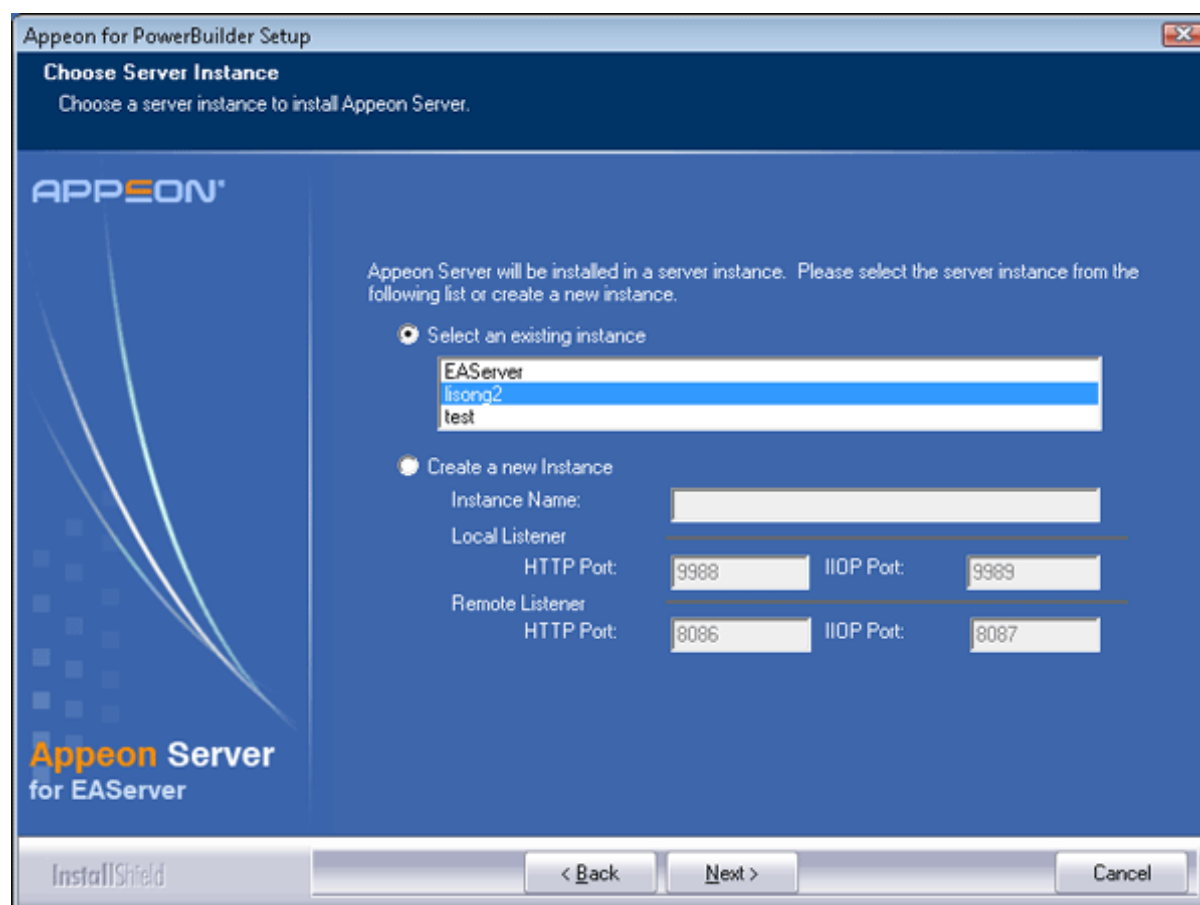 Appeon for PowerBuilder Setup
Choose Server Instance
Choose a server instance to install Appeon Server.
APPEON
Appeon Server will be installed in a server instance.  Please select the server instance from the
following list or create a new instance.
Select an existing instance
EAServer
lisong2
test
Create a new Instance
Instance Name:
Local Listener
HTTP Port: 9988 IIOP Port: 9989
Remote Listener
HTTP Port: 8086 IIOP Port: 8087
Appeon Server
for EAServer
InstallShield
< Back Next > Cancel